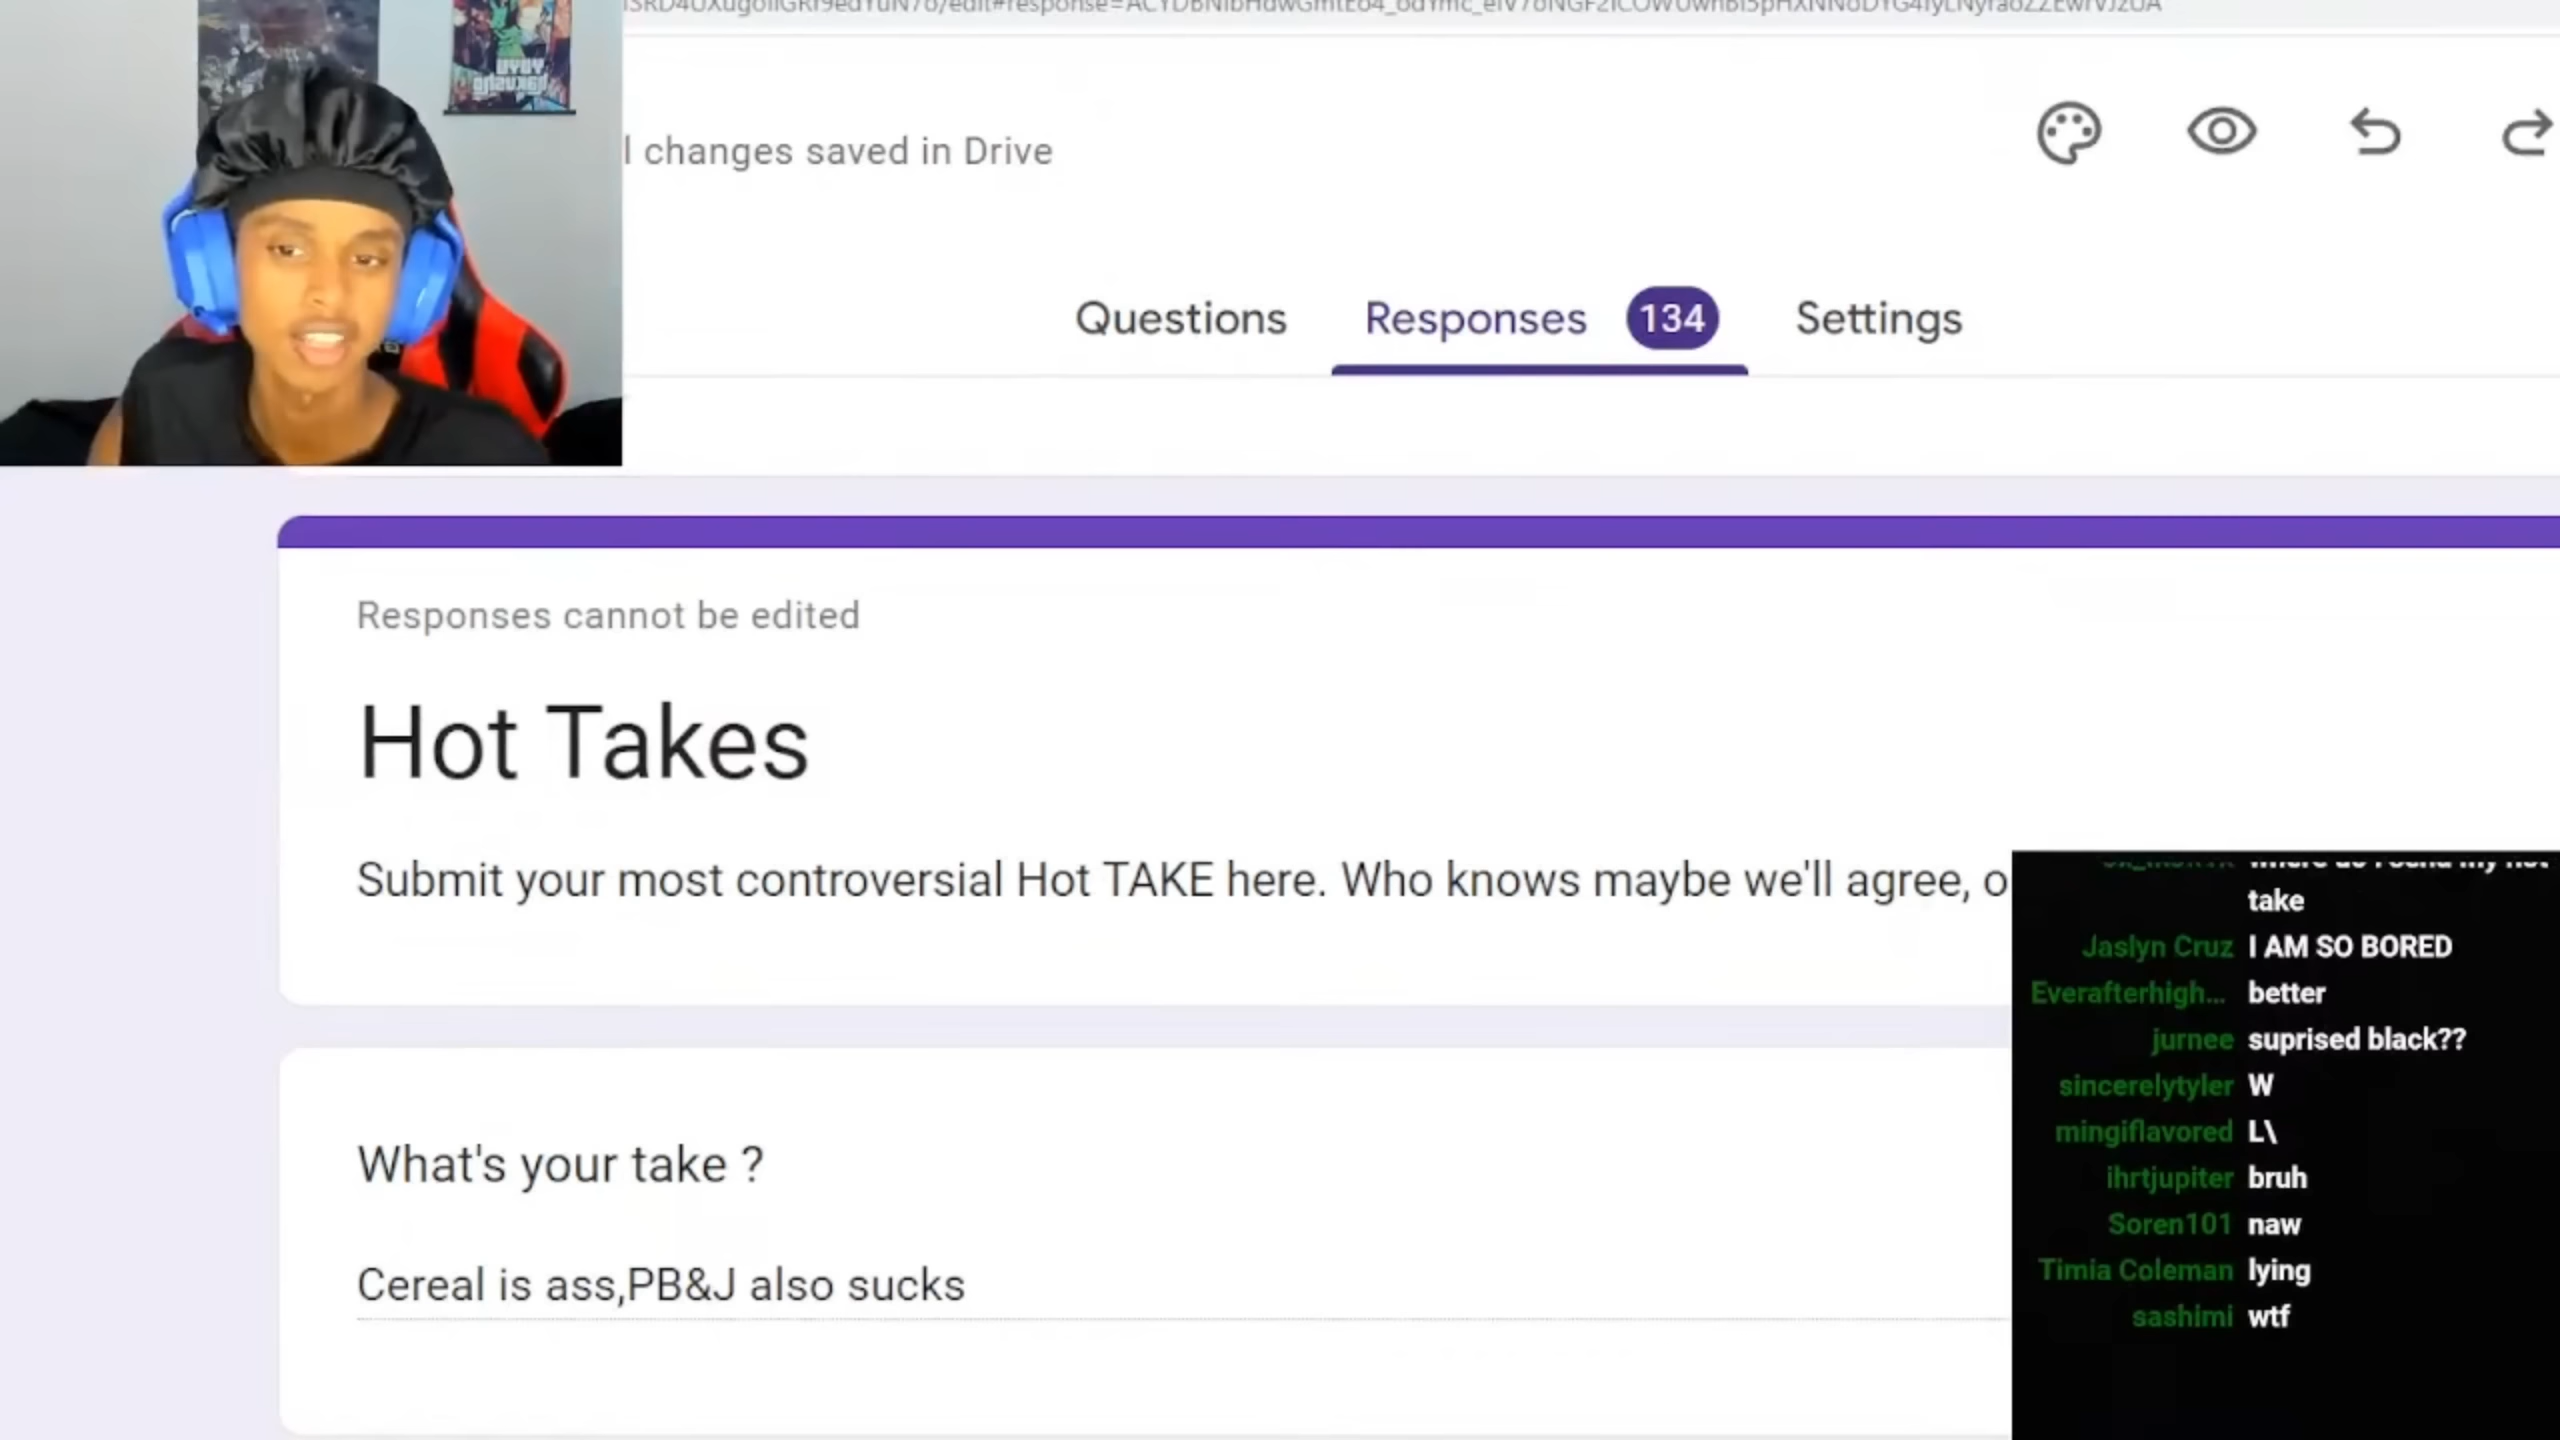 l changes saved in Drive
Questions
Responses 134
Settings
Responses cannot be edited
Hot Takes
Submit your most controversial Hot TAKE here. Who knows maybe we'll agree, o
What's your take ?
Cereal is ass,PB&J also sucks
take
Jaslyn Cruz I AM SO BORED
Everafterhigh... better
jurnee suprised black??
sincerelytyler W
mingiflavored L\
ihrtjupiter bruh
Soren101 naw
Timia Coleman lying
sashimi wtf